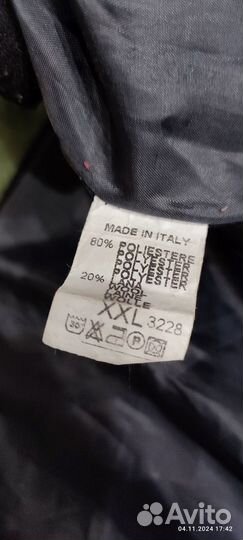 MADE IN ITALY
80% POLIESTERE
POLYESTER
POLYESTER
POLYESTER
20% LANA
WOOL
LAINE
WOLLE
XXL 3228
30 P
04.11.2024 17:42
Avito